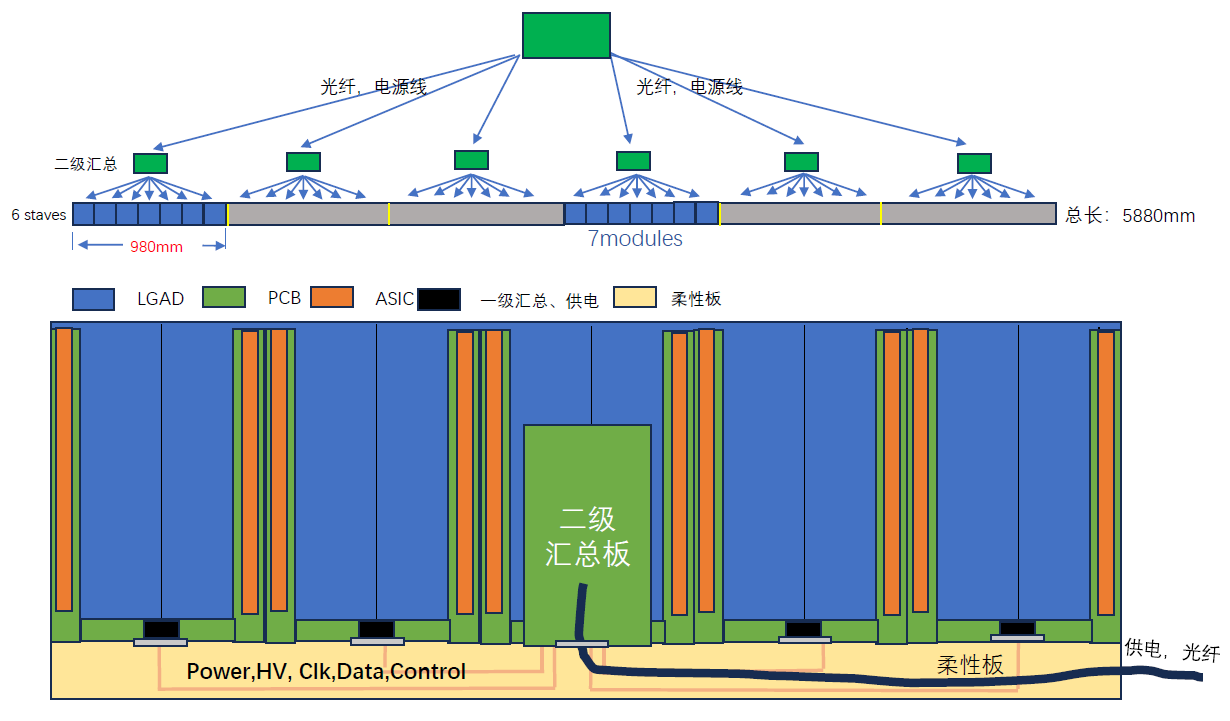 光纤，电源线
光纤，电源线
二级汇总
6 staves
总长：5880mm
980mm
7modules
LGAD
PCB
ASIC
一级汇总、供电
柔性板
二级
汇总板
Power,HV, Clk,Data,Control
柔性板
供电，光纤